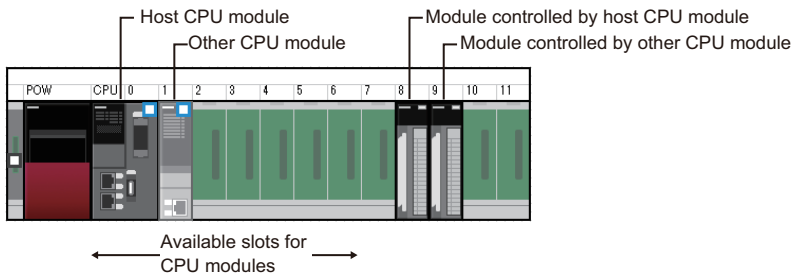 Host CPU module
Module controlled by host CPU module
Other CPU module
Module controlled by other CPU module
POW CPU 0 1 2 3 4 5 6 7 8 9 10 11
Available slots for
CPU modules